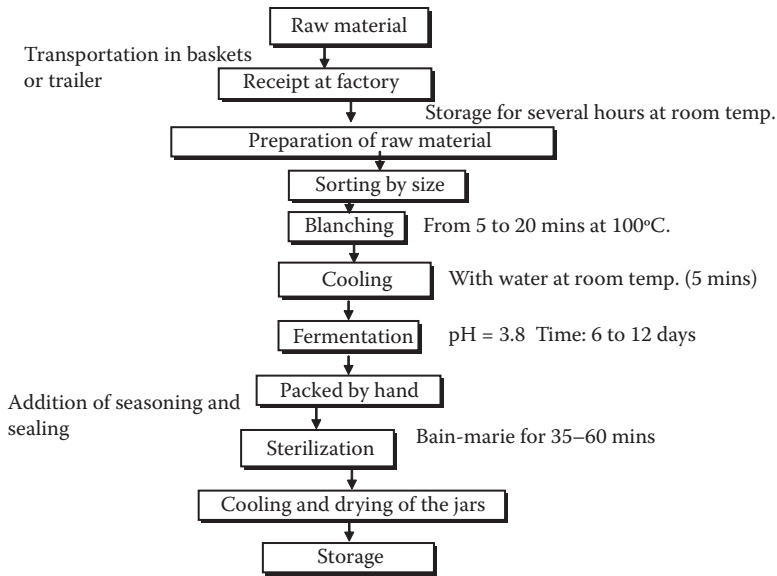 Raw material
Transportation in baskets
or trailer
Receipt at factory
Storage for several hours at room temp.
Preparation of raw material
Sorting by size
Blanching
From 5 to 20 mins at 100ºC.
Cooling
With water at room temp. (5 mins)
Fermentation
pH = 3.8 Time: 6 to 12 days
Packed by hand
Addition of seasoning and
sealing
Sterilization
Bain-marie for 35–60 mins
Cooling and drying of the jars
Storage